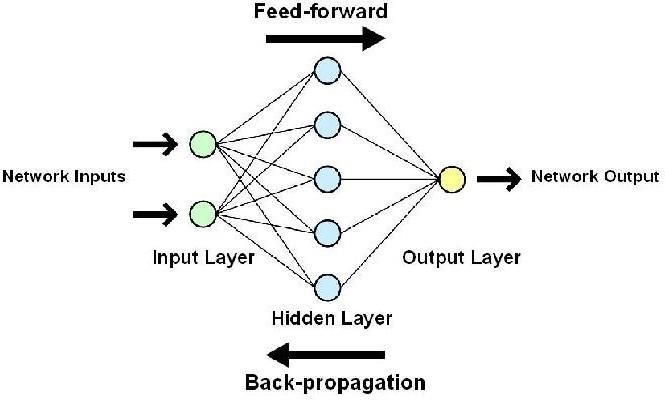 Feed-forward
Network Inputs
Network Output
Input Layer
Output Layer
Hidden Layer
Back-propagation